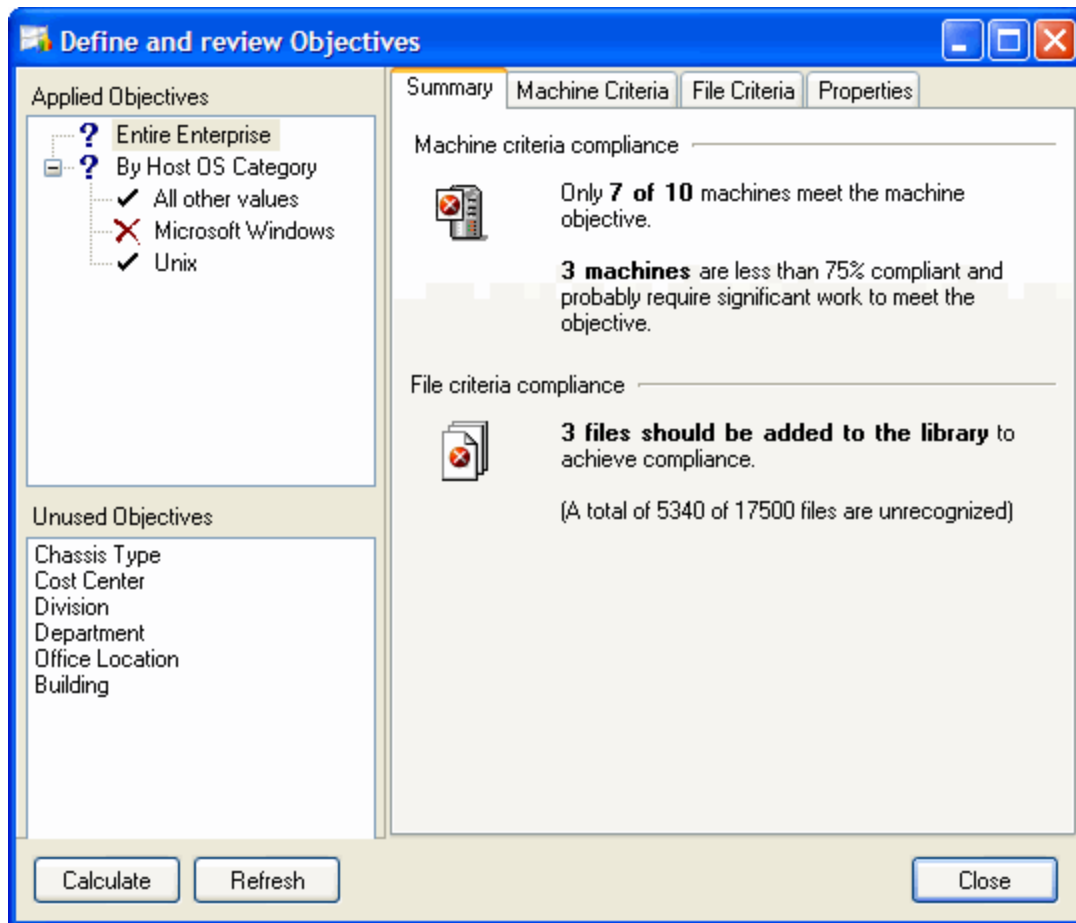 Define and review Objectives
Applied Objectives
? Entire Enterprise
? By Host OS Category
All other values
Microsoft Windows
Unix
Unused Objectives
Chassis Type
Cost Center
Division
Department
Office Location
Building
Summary
Machine Criteria
File Criteria
Properties
Machine criteria compliance
Only 7 of 10 machines meet the machine
objective.
3 machines are less than 75% compliant and
probably require significant work to meet the
objective.
File criteria compliance
3 files should be added to the library to
achieve compliance.
(A total of 5340 of 17500 files are unrecognized)
Calculate
Refresh
Close